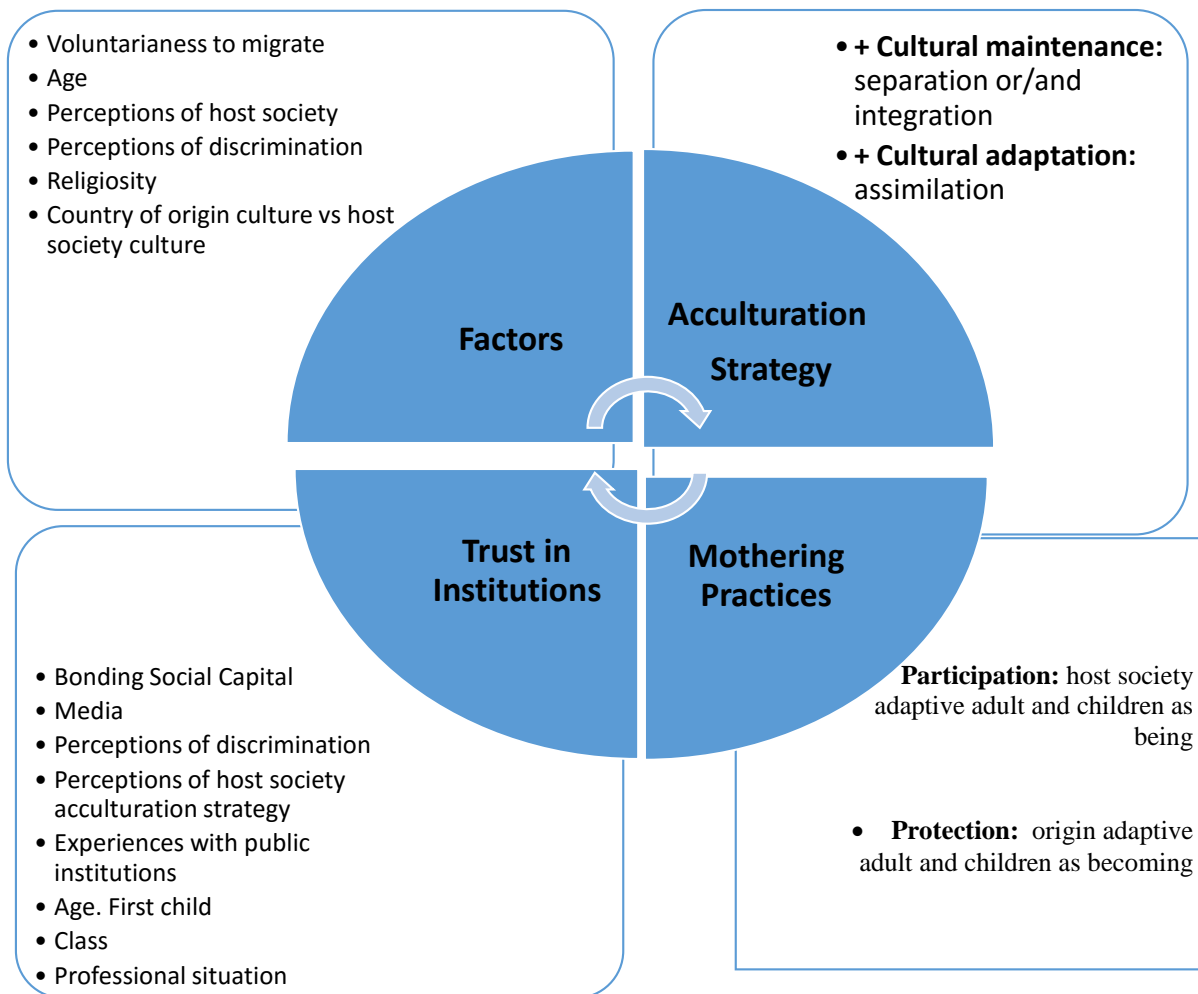 • Voluntarianess to migrate
• Age
• Perceptions of host society
• Perceptions of discrimination
• Religiosity
• Country of origin culture vs host
society culture
• + Cultural maintenance:
separation or/and
integration
• + Cultural adaptation:
assimilation
Factors
Acculturation
Strategy
Trust in
Institutions
Mothering
Practices
• Bonding Social Capital
• Media
• Perceptions of discrimination
• Perceptions of host society
acculturation strategy
• Experiences with public
institutions
• Age. First child
• Class
• Professional situation
Participation: host society
adaptive adult and children as
being
• Protection: origin adaptive
adult and children as becoming